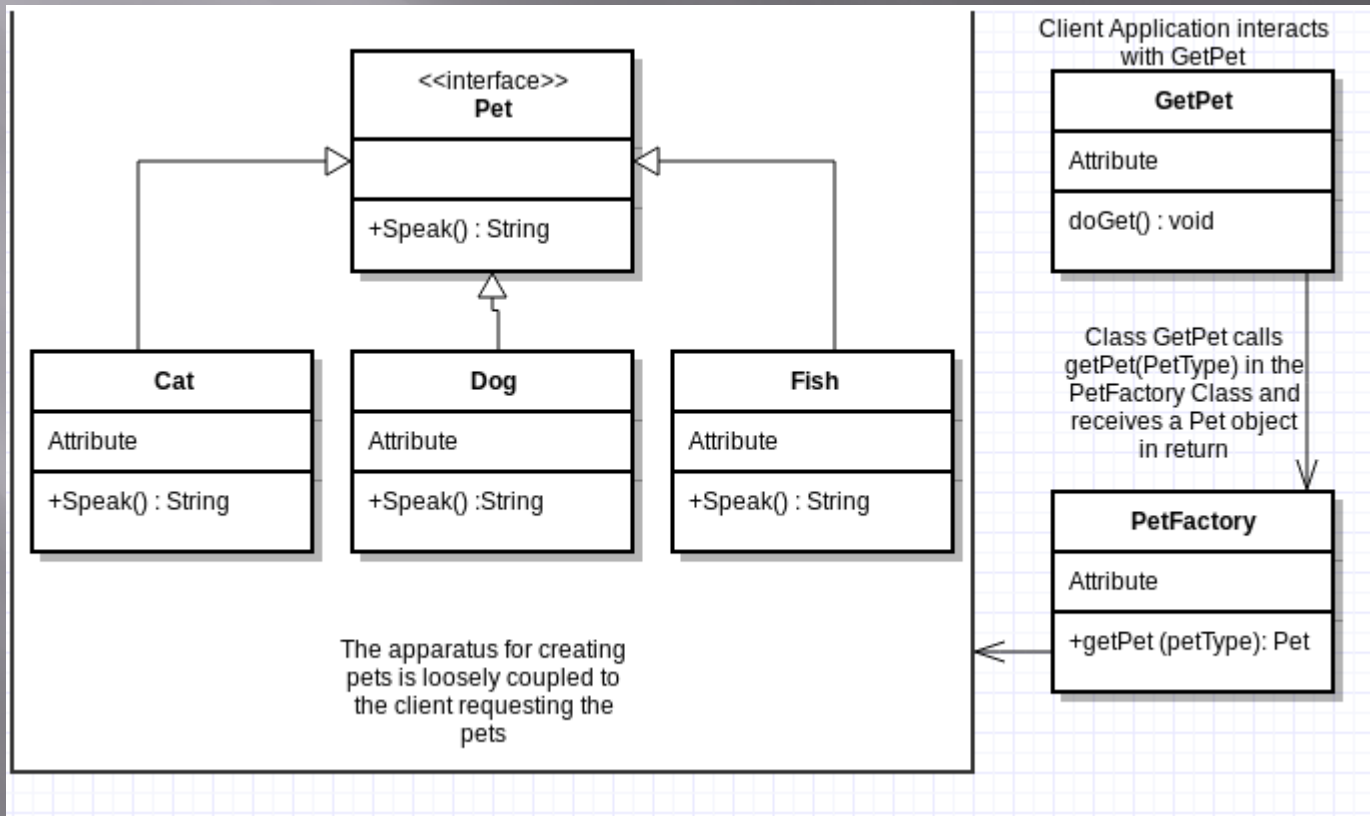 <<interface>>
Pet
+Speak() : String
Cat
Attribute
+Speak() : String
Dog
Attribute
+Speak() :String
Fish
Attribute
+Speak() : String
The apparatus for creating
pets is loosely coupled to
the client requesting the
pets
Client Application interacts
with GetPet
GetPet
Attribute
doGet() : void
Class GetPet calls
getPet(PetType) in the
PetFactory Class and
receives a Pet object
in return
PetFactory
Attribute
+getPet (petType): Pet